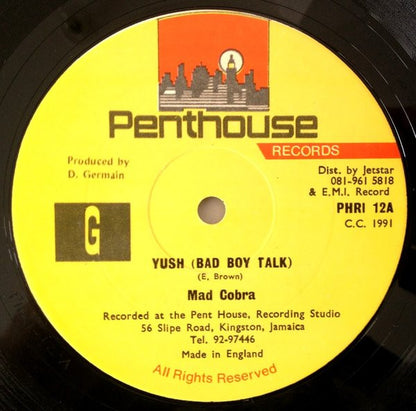 Penthouse
RECORDS
Produced by
D. Germain
Dist. by Jetstar
081-961 5818
& E.M.I. Record
PHRI 12A
C.C. 1991
G
YUSH (BAD BOY TALK)
(E. Brown)
Mad Cobra
Recorded at the Pent House, Recording Studio
56 Slipe Road, Kingston, Jamaica
Tel. 92-97446
Made in England
All Rights Reserved